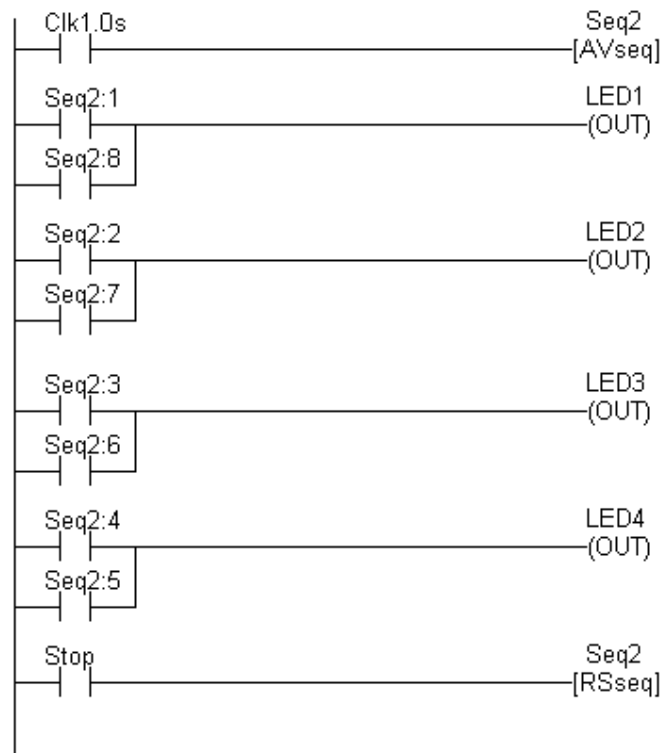 Clk1.0s Seq2
[AVseq]
Seq2:1 LED1
(OUT)
Seq2:8
Seq2:2 LED2
(OUT)
Seq2:7
Seq2:3 LED3
(OUT)
Seq2:6
Seq2:4 LED4
(OUT)
Seq2:5
Stop Seq2
[RSseq]